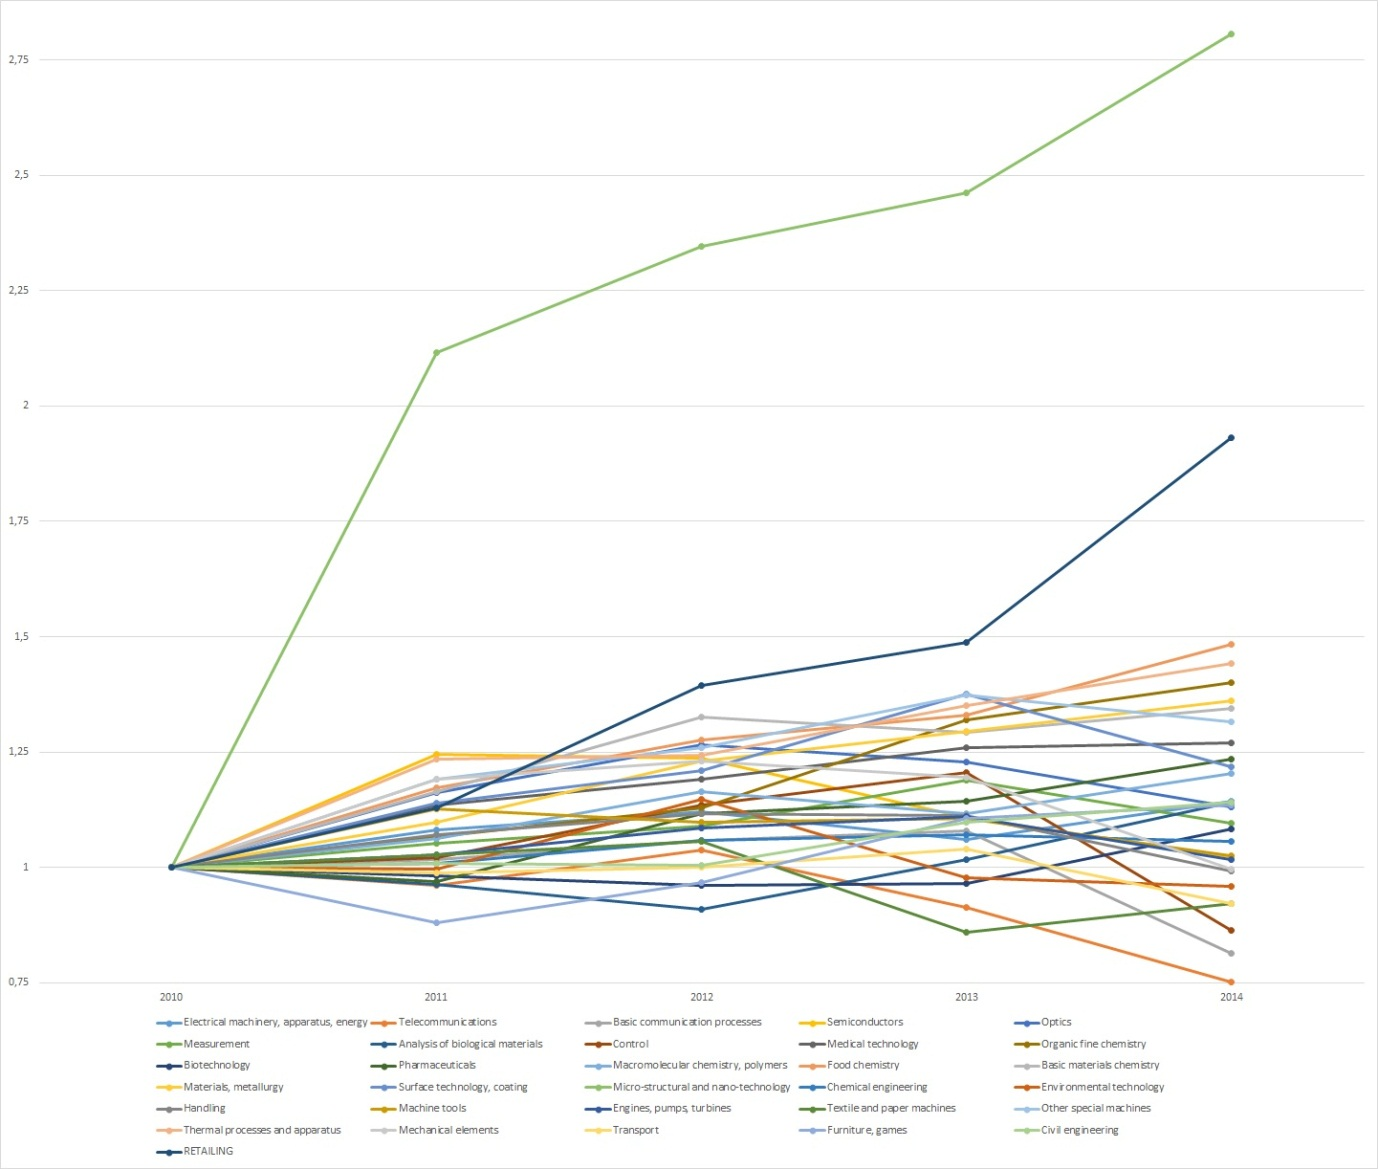 2,75
2,5
2,25
2
1,75
1,5
1,25
1
0,75
2010 2011 2012 2013 2014
Electrical machinery, apparatus, energy Telecommunications Basic communication processes Semiconductors Optics
Measurement Analysis of biological materials Control Medical technology Organic fine chemistry
Biotechnology Pharmaceuticals Macromolecular chemistry, polymers Food chemistry Basic materials chemistry
Materials, metallurgy Surface technology, coating Micro-structural and nano-technology Chemical engineering Environmental technology
Handling Machine tools Engines, pumps, turbines Textile and paper machines Other special machines
Thermal processes and apparatus Mechanical elements Transport Furniture, games Civil engineering
RETAILING